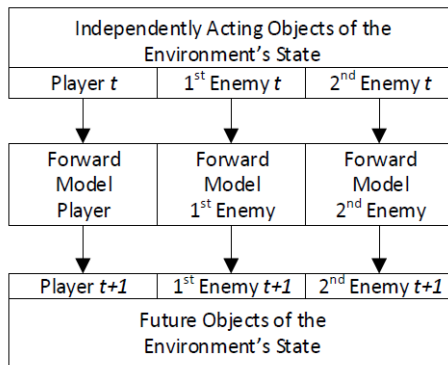 Independently Acting Objects of the
Environment's State
Player t 1st Enemy t 2nd Enemy t
Forward Forward Forward
Model Model Model
Player 1st Enemy 2nd Enemy
Player t+1 1st Enemy t+1 2nd Enemy t+1
Future Objects of the
Environment's State